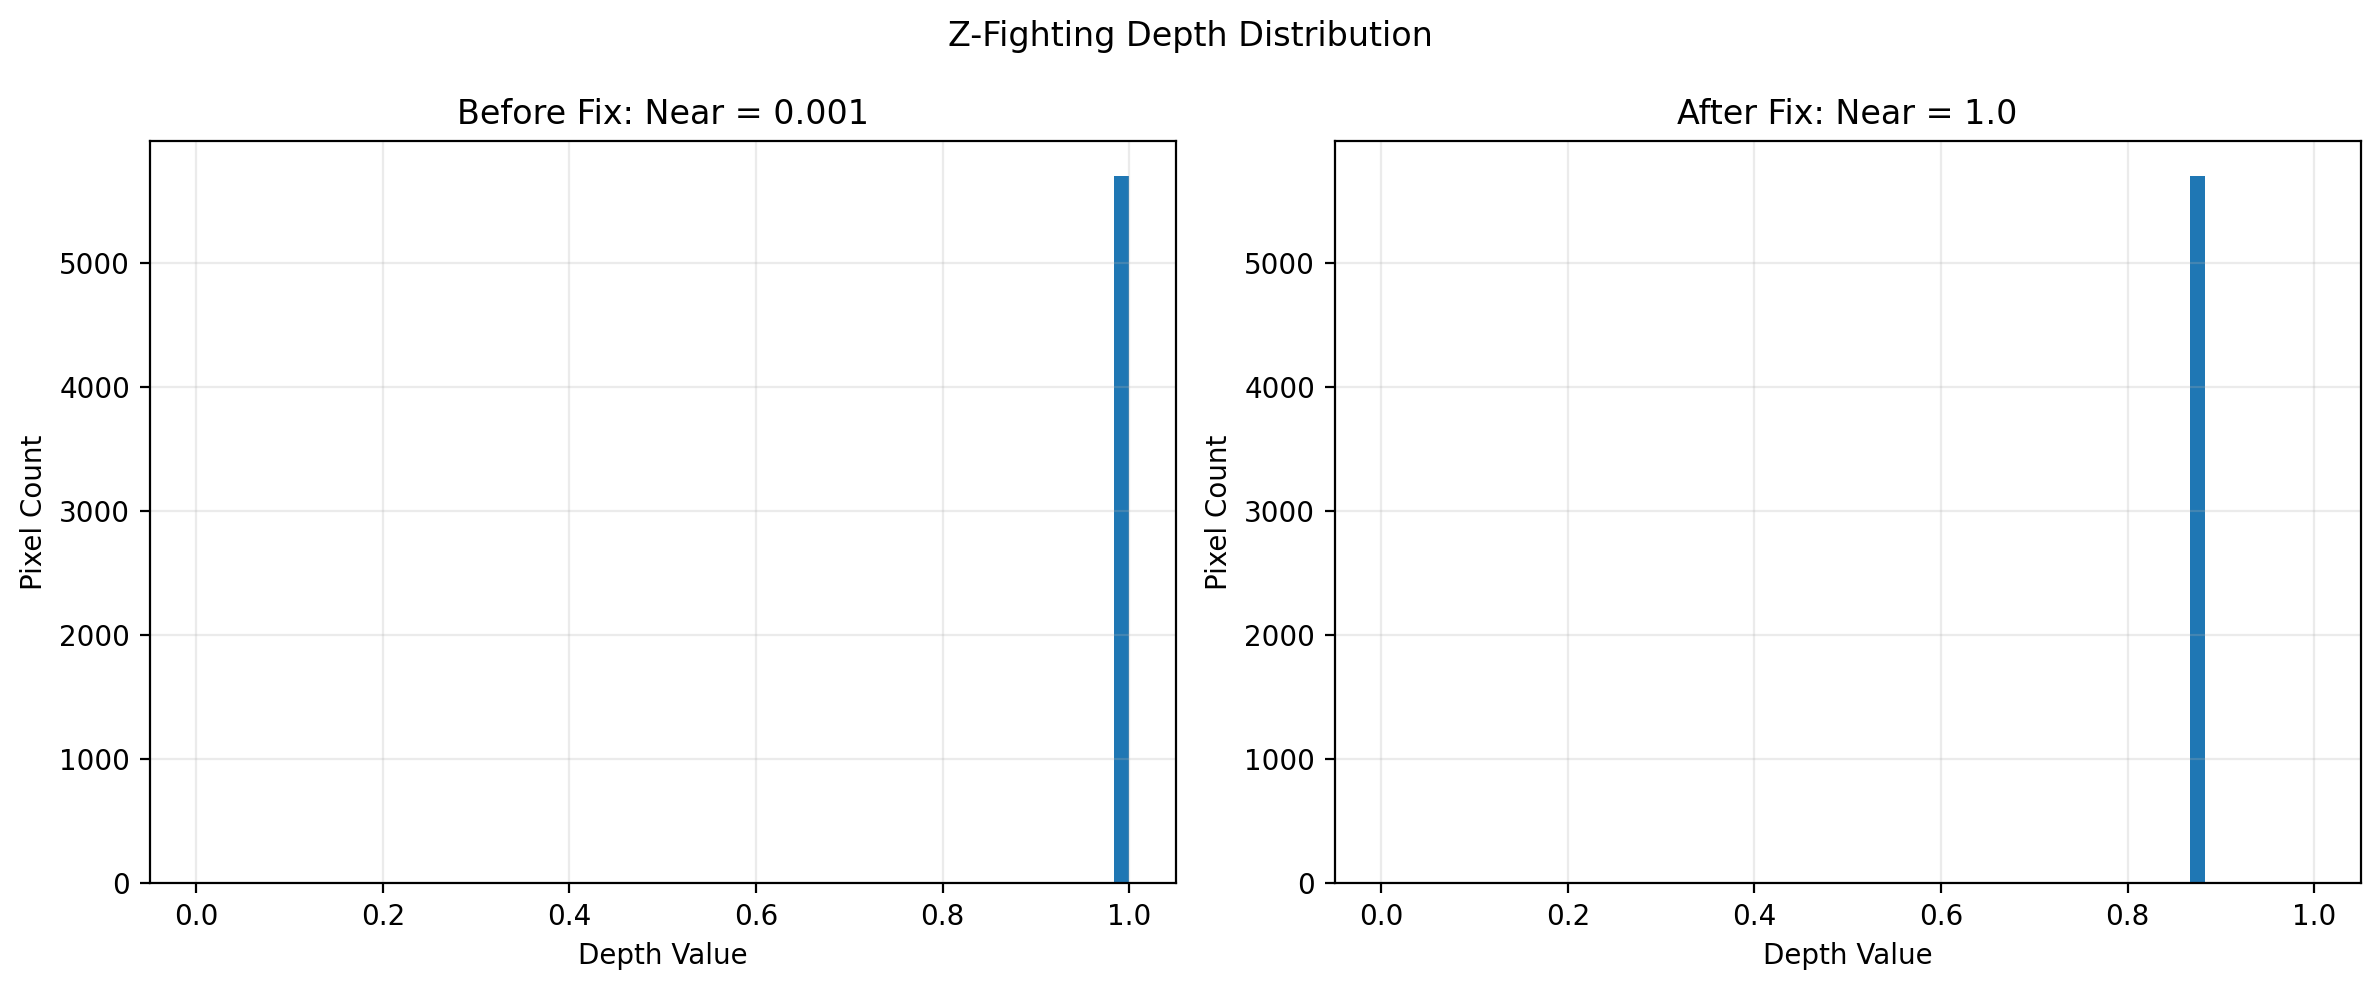 Z-Fighting Depth Distribution
Before Fix: Near = 0.001
5000
4000
3000
2000
1000
0
Pixel Count
0.0 0.2 0.4 0.6 0.8 1.0
Depth Value
After Fix: Near = 1.0
5000
4000
3000
2000
1000
0
Pixel Count
0.0 0.2 0.4 0.6 0.8 1.0
Depth Value